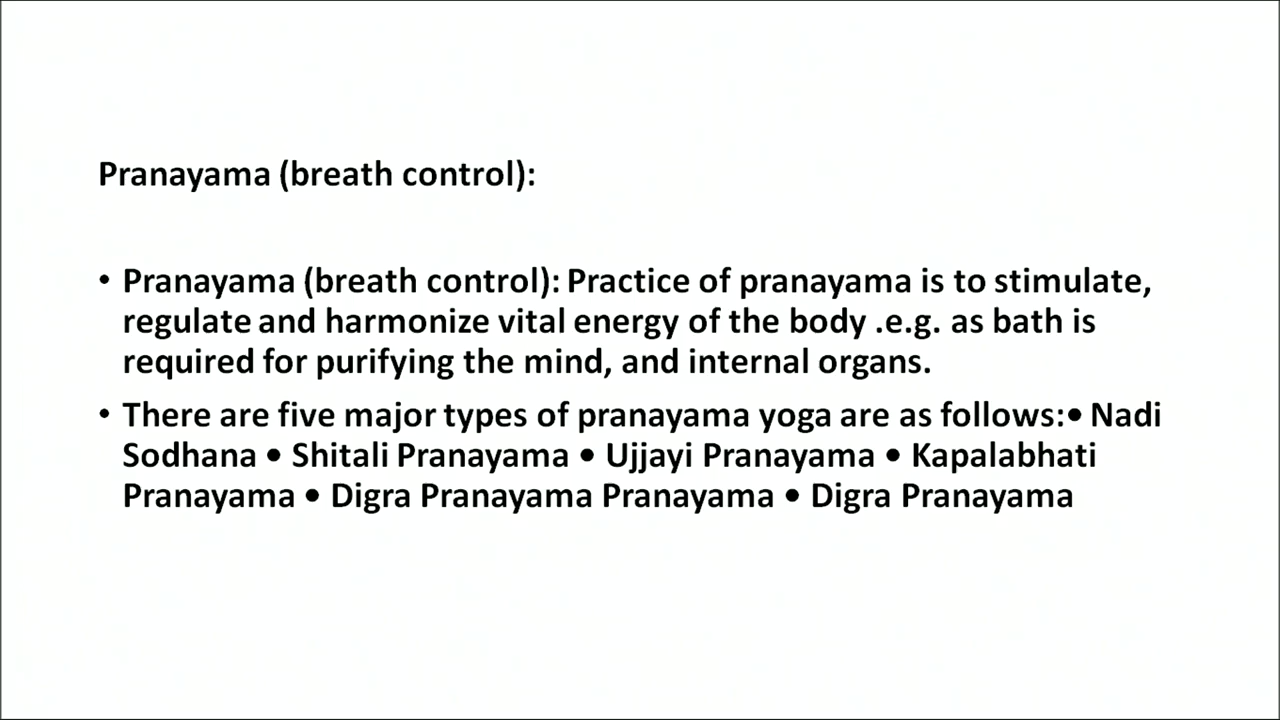 Pranayama (breath control):
• Pranayama (breath control): Practice of pranayama is to stimulate,
regulate and harmonize vital energy of the body .e.g. as bath is
required for purifying the mind, and internal organs.
• There are five major types of pranayama yoga are as follows:• Nadi
Sodhana • Shitali Pranayama • Ujjayi Pranayama • Kapalabhati
Pranayama • Digra Pranayama Pranayama • Digra Pranayama